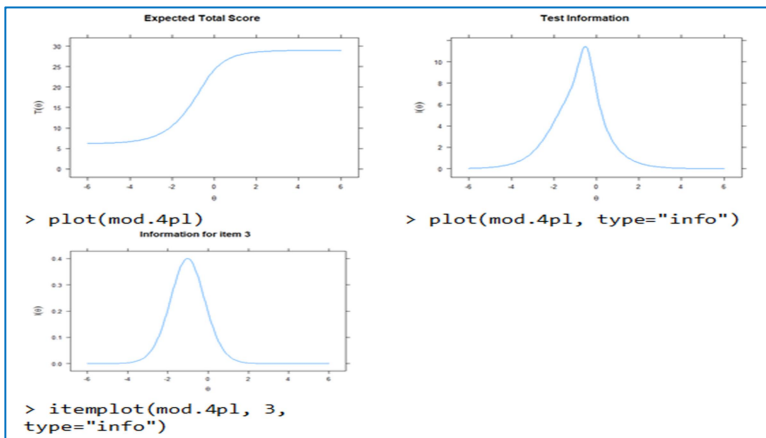 Expected Total Score
30
25
20
15
10
5
0
T(θ)
-6 -4 -2 0 2 4 6
θ
> plot(mod.4pl)
Test Information
10
8
6
4
2
0
I(θ)
-6 -4 -2 0 2 4 6
θ
> plot(mod.4pl, type="info")
Information for item 3
0.4
0.3
0.2
0.1
0.0
I(θ)
-6 -4 -2 0 2 4 6
θ
> itemplot(mod.4pl, 3,
type="info")